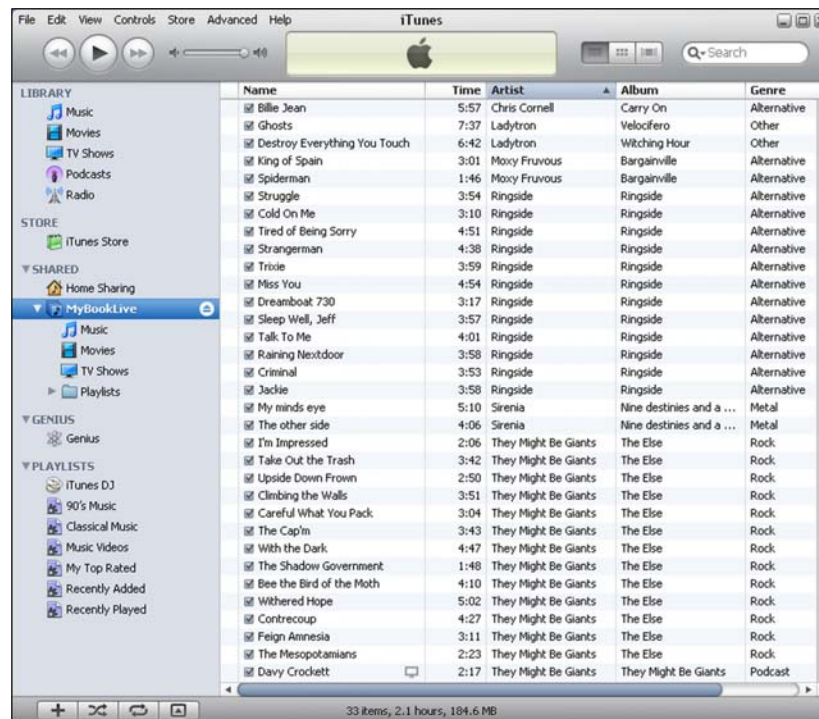 File Edit View Controls Store Advanced Help iTunes
Search
LIBRARY
Music
Movies
TV Shows
Podcasts
Radio
STORE
iTunes Store
SHARED
Home Sharing
MyBookLive
Music
Movies
TV Shows
Playlists
GENIUS
Genius
PLAYLISTS
iTunes DJ
90's Music
Classical Music
Music Videos
My Top Rated
Recently Added
Recently Played
Name Time Artist Album Genre
Billie Jean 5:57 Chris Cornell Carry On Alternative
Ghosts 7:37 Ladytron Velocifero Other
Destroy Everything You Touch 6:42 Ladytron Witching Hour Other
King of Spain 3:01 Moxy Fruvous Bargainville Alternative
Spiderman 1:46 Moxy Fruvous Bargainville Alternative
Struggle 3:54 Ringside Ringside Alternative
Cold On Me 3:10 Ringside Ringside Alternative
Tired of Being Sorry 4:51 Ringside Ringside Alternative
Strangerman 4:38 Ringside Ringside Alternative
Trixie 3:59 Ringside Ringside Alternative
Miss You 4:54 Ringside Ringside Alternative
Dreamboat 730 3:17 Ringside Ringside Alternative
Sleep Well, Jeff 3:57 Ringside Ringside Alternative
Talk To Me 4:01 Ringside Ringside Alternative
Raining Nextdoor 3:58 Ringside Ringside Alternative
Criminal 3:53 Ringside Ringside Alternative
Jackie 3:58 Ringside Ringside Alternative
My minds eye 5:10 Sirenia Nine destinies and a ... Metal
The other side 4:06 Sirenia Nine destinies and a ... Metal
I'm Impressed 2:06 They Might Be Giants The Else Rock
Take Out the Trash 3:42 They Might Be Giants The Else Rock
Upside Down Frown 2:50 They Might Be Giants The Else Rock
Climbing the Walls 3:51 They Might Be Giants The Else Rock
Careful What You Pack 3:04 They Might Be Giants The Else Rock
The Cap'm 3:43 They Might Be Giants The Else Rock
With the Dark 4:47 They Might Be Giants The Else Rock
The Shadow Government 1:48 They Might Be Giants The Else Rock
Bee the Bird of the Moth 4:10 They Might Be Giants The Else Rock
Withered Hope 5:02 They Might Be Giants The Else Rock
Contrecoup 4:27 They Might Be Giants The Else Rock
Feign Amnesia 3:11 They Might Be Giants The Else Rock
The Mesopotamians 2:23 They Might Be Giants The Else Rock
Davy Crockett 2:17 They Might Be Giants They Might Be Giants Podcast
33 items, 2.1 hours, 184.6 MB